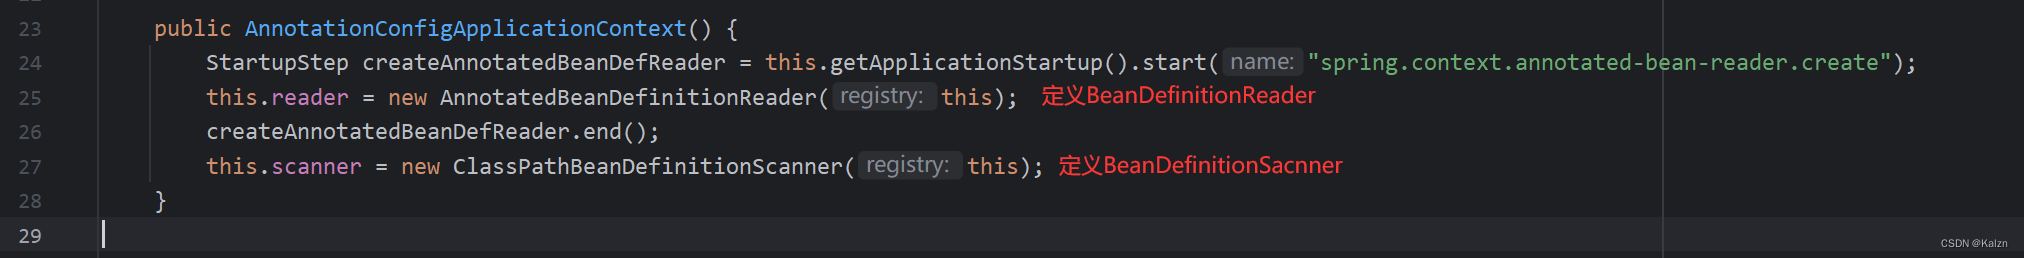 23 public AnnotationConfigApplicationContext() {
24 StartupStep createAnnotatedBeanDefReader = this.getApplicationStartup().start( name: "spring.context.annotated-bean-reader.create");
25 this.reader = new AnnotatedBeanDefinitionReader( registry: this); 定义BeanDefinitionReader
26 createAnnotatedBeanDefReader.end();
27 this.scanner = new ClassPathBeanDefinitionScanner( registry: this); 定义BeanDefinitionSacnner
28 }
29
CSDN @Kalzn